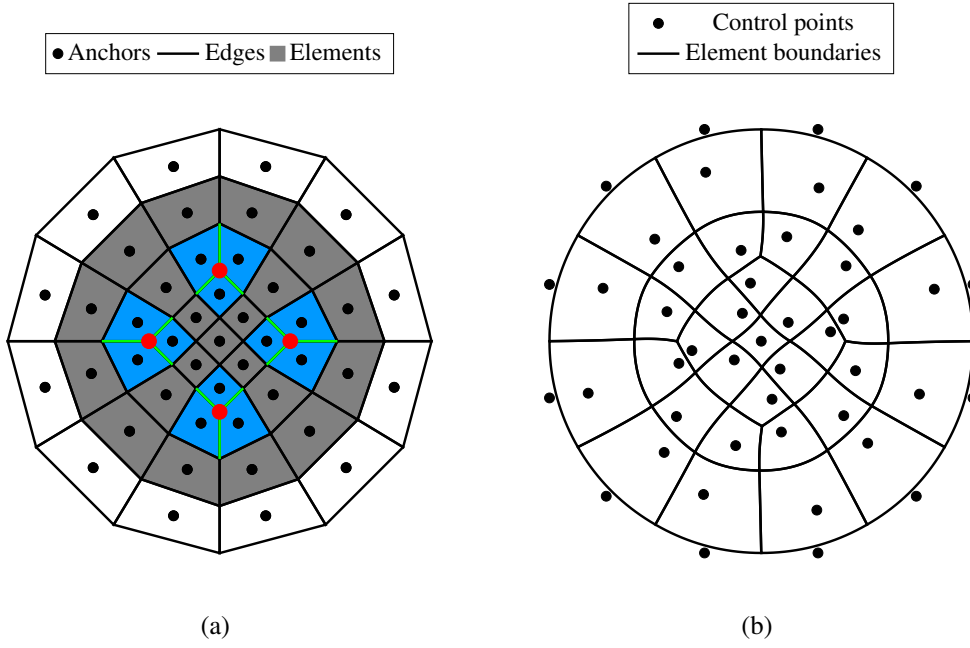 Anchors Edges Elements
Control points
Element boundaries
(a)
(b)